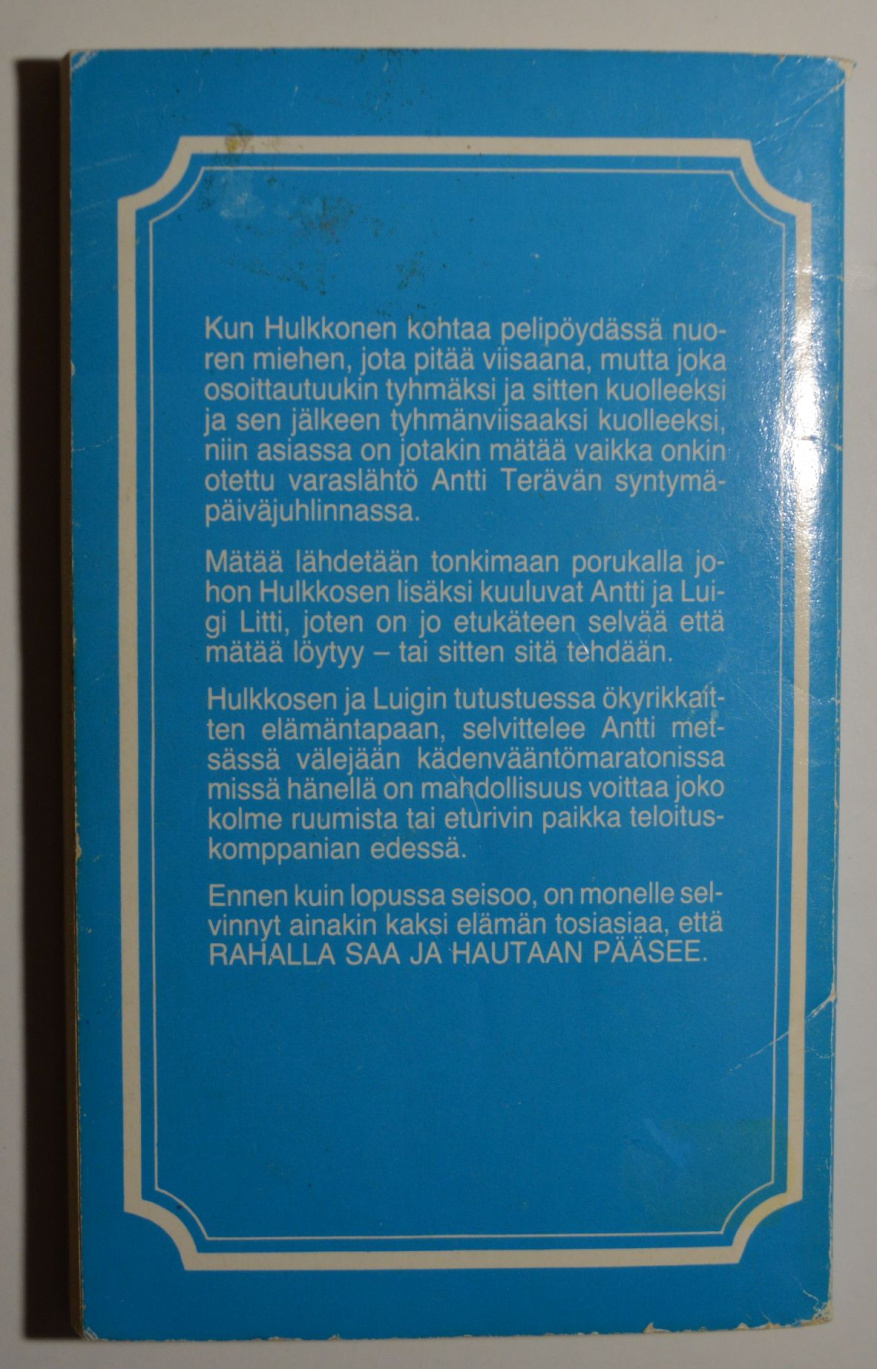 Kun Hulkkonen kohtaa pelipöydässä nuo-
ren miehen, jota pitää viisaana, mutta joka
osoittautuukin tyhmäksi ja sitten kuolleeksi
ja sen jälkeen tyhmänviisaaksi kuolleeksi,
niin asiassa on jotakin mätää vaikka onkin
otettu varaslähtö Antti Terävän syntymä-
päiväjuhlinnassa.
Mätää lähdetään tonkimaan porukalla jo-
hon Hulkkosen lisäksi kuuluvat Antti ja Lui-
gi Litti, joten on jo etukäteen selvää että
mätää löytyy – tai sitten sitä tehdään.
Hulkkosen ja Luigin tutustuessa ökyrikkait-
ten elämäntapaan, selvittelee Antti met-
sässä välejään kädenvääntömaratonissa
missä hänellä on mahdollisuus voittaa joko
kolme ruumista tai eturivin paikka teloitus-
komppanian edessä.
Ennen kuin lopussa seisoo, on monelle sel-
vinnyt ainakin kaksi elämän tosiasiaa, että
RAHALLA SAA JA HAUTAAN PÄÄSEE.